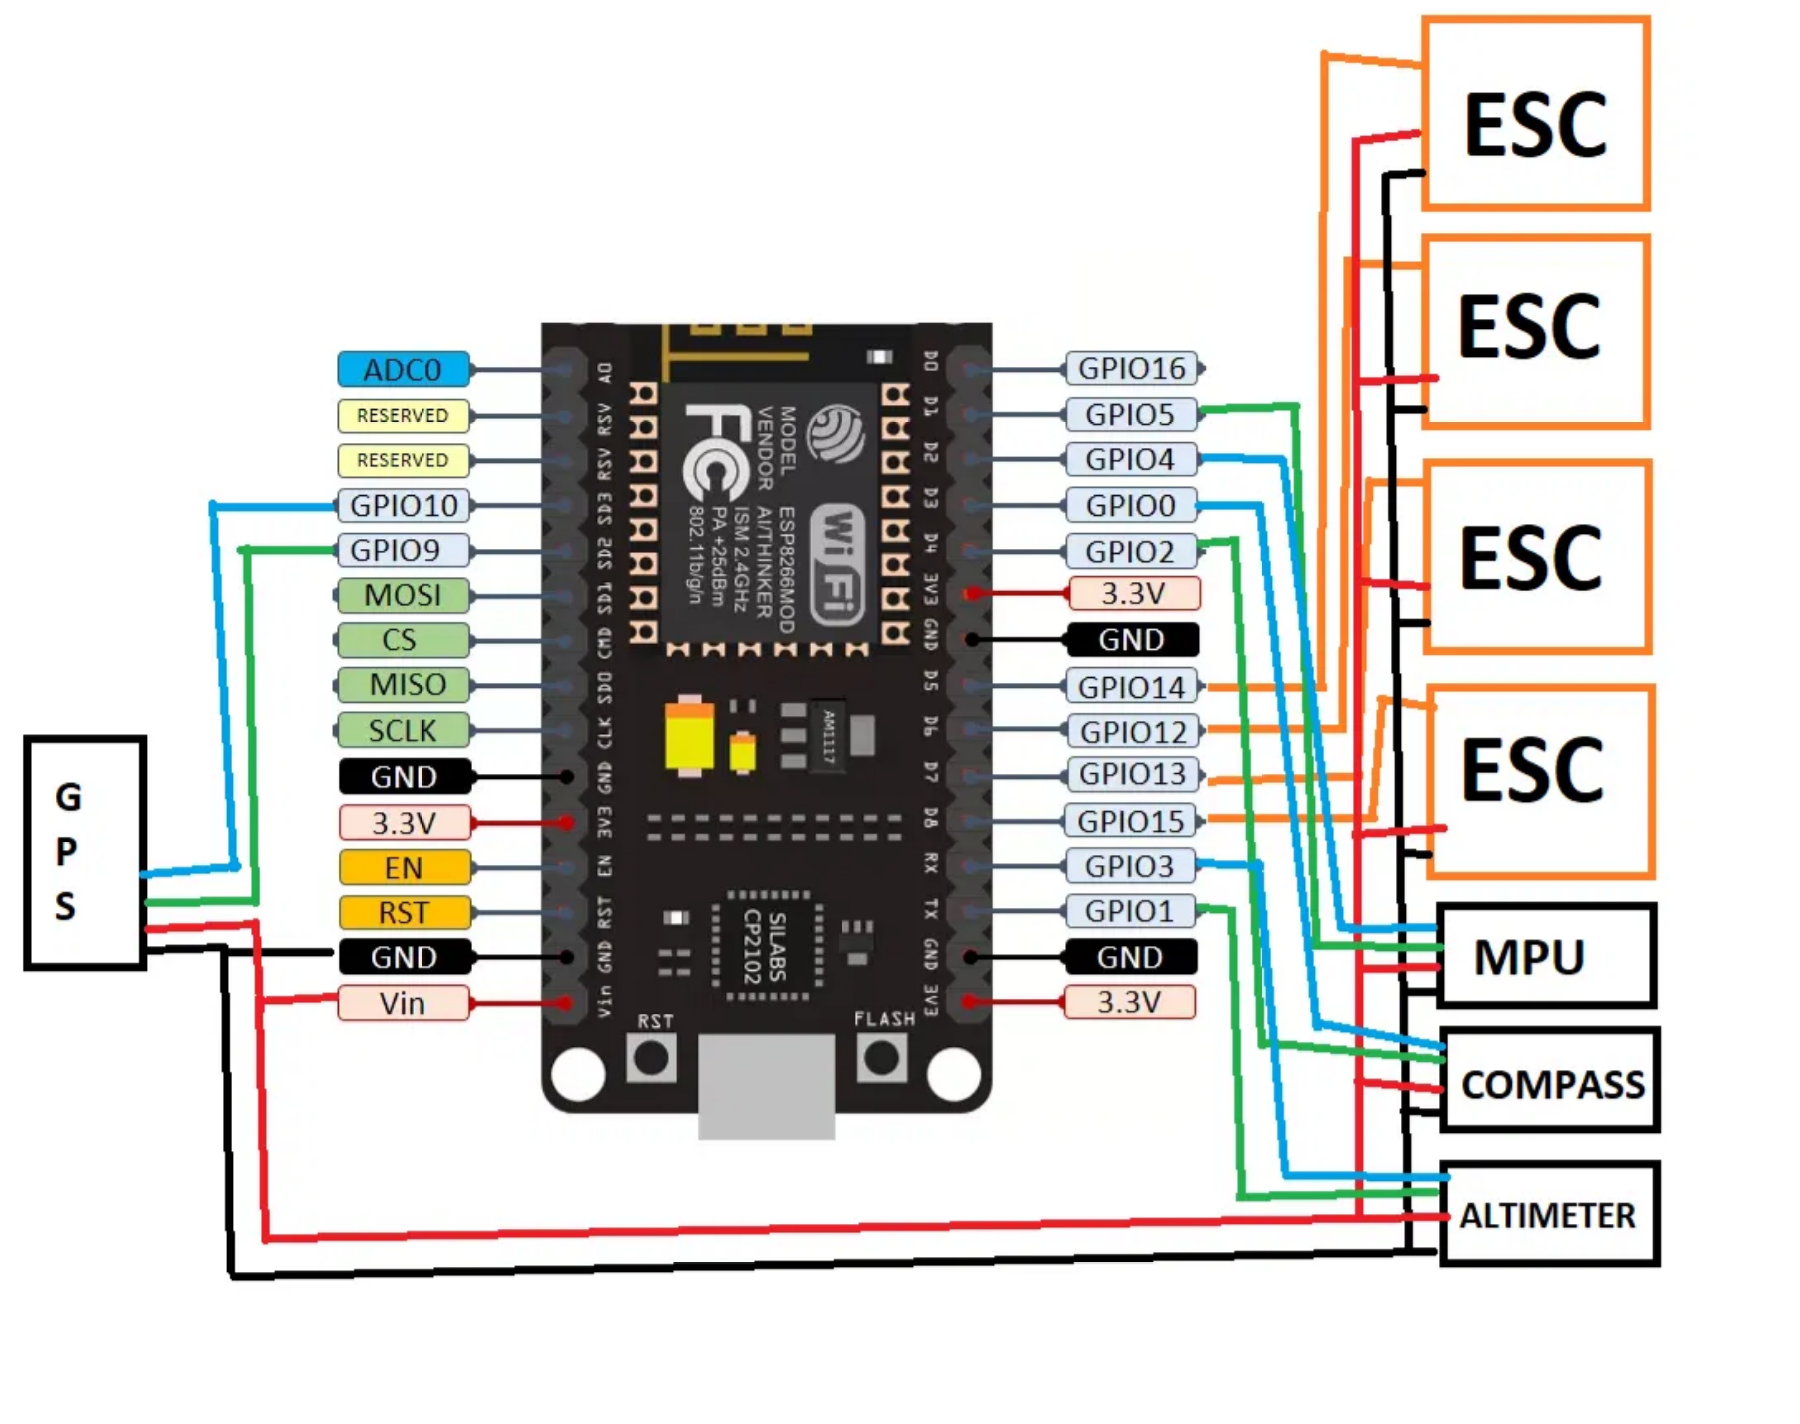 ESC
ESC
ESC
ESC
MPU
COMPASS
ALTIMETER
G
P
S
ADC0
RESERVED
RESERVED
GPIO10
GPIO9
MOSI
CS
MISO
SCLK
GND
3.3V
EN
RST
GND
Vin
A0
RSV
RSV
SD3
SD2
SD1
CMD
SD0
CLK
GND
3V3
EN
RST
GND
Vin
FCC
MODEL
VENDOR
ESP8266MOD
AI/THINKER
ISM 2.4GHz
PA +25dBm
802.11b/g/n
Wi Fi
AM1117
SILABS
CP2102
RST
FLASH
D0
D1
D2
D3
D4
3V3
GND
D5
D6
D7
D8
RX
TX
GND
3V3
GPIO16
GPIO5
GPIO4
GPIO0
GPIO2
3.3V
GND
GPIO14
GPIO12
GPIO13
GPIO15
GPIO3
GPIO1
GND
3.3V